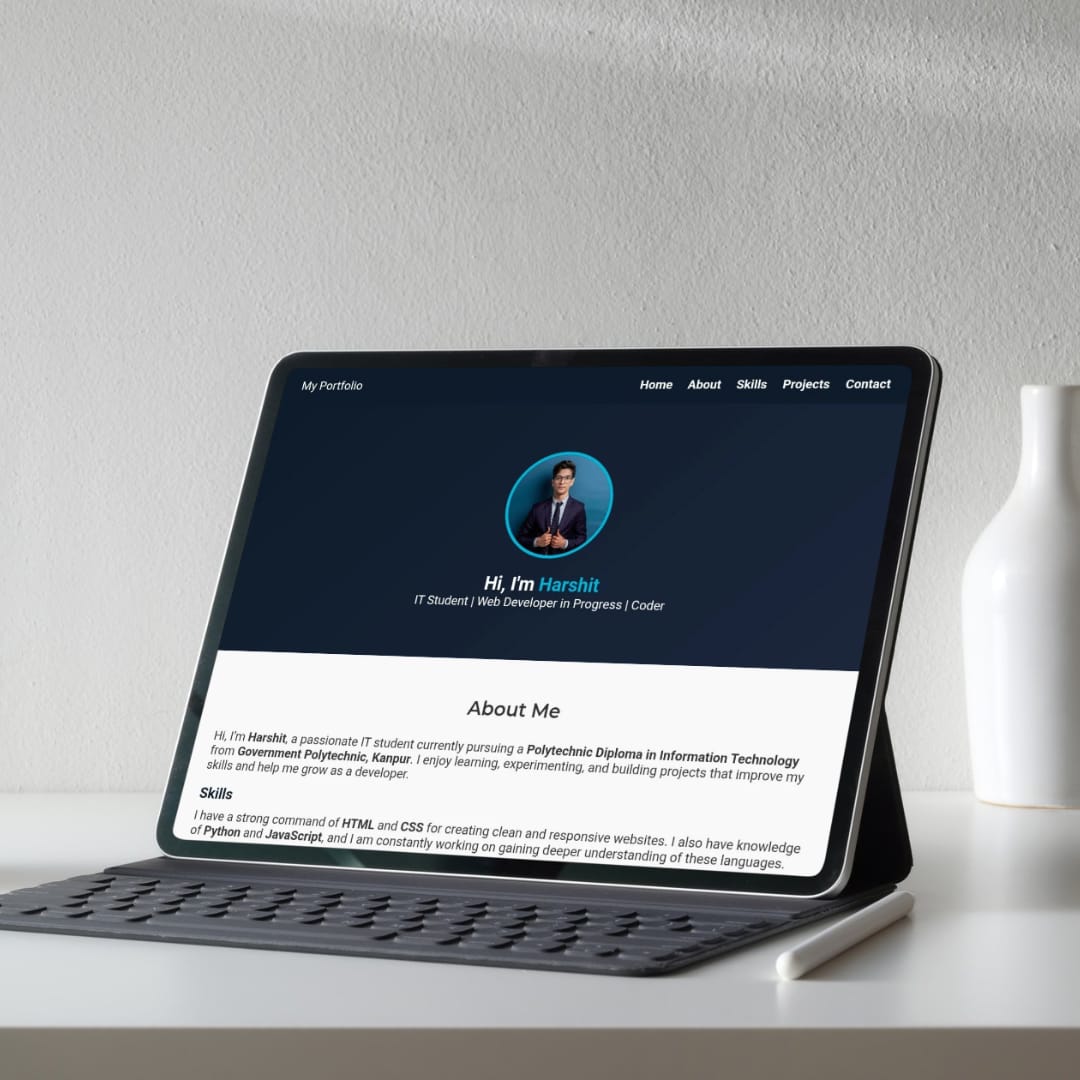 My Portfolio
Home About Skills Projects Contact
Hi, I'm Harshit
IT Student | Web Developer in Progress | Coder
About Me
Hi, I'm Harshit, a passionate IT student currently pursuing a Polytechnic Diploma in Information Technology
from Government Polytechnic, Kanpur. I enjoy learning, experimenting, and building projects that improve my
skills and help me grow as a developer.
Skills
I have a strong command of HTML and CSS for creating clean and responsive websites. I also have knowledge
of Python and JavaScript, and I am constantly working on gaining deeper understanding of these languages.